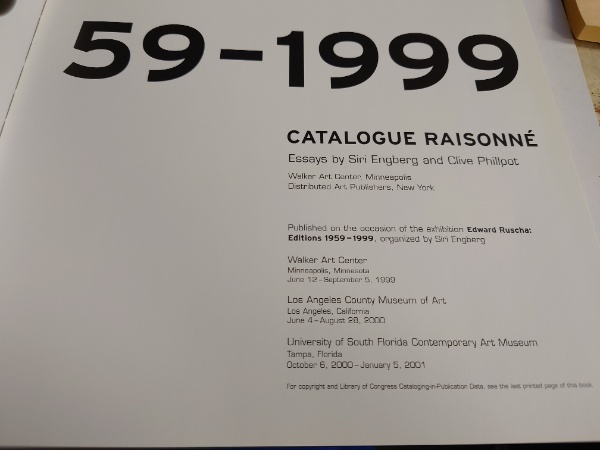 59–1999
CATALOGUE RAISONNÉ
Essays by Siri Engberg and Clive Phillpot
Walker Art Center, Minneapolis
Distributed Art Publishers, New York
Published on the occasion of the exhibition Edward Ruscha:
Editions 1959–1999, organized by Siri Engberg
Walker Art Center
Minneapolis, Minnesota
June 12–September 5, 1999
Los Angeles County Museum of Art
Los Angeles, California
June 4–August 28, 2000
University of South Florida Contemporary Art Museum
Tampa, Florida
October 6, 2000–January 5, 2001
For copyright and Library of Congress Cataloging-in-Publication Data, see the last printed page of this book.